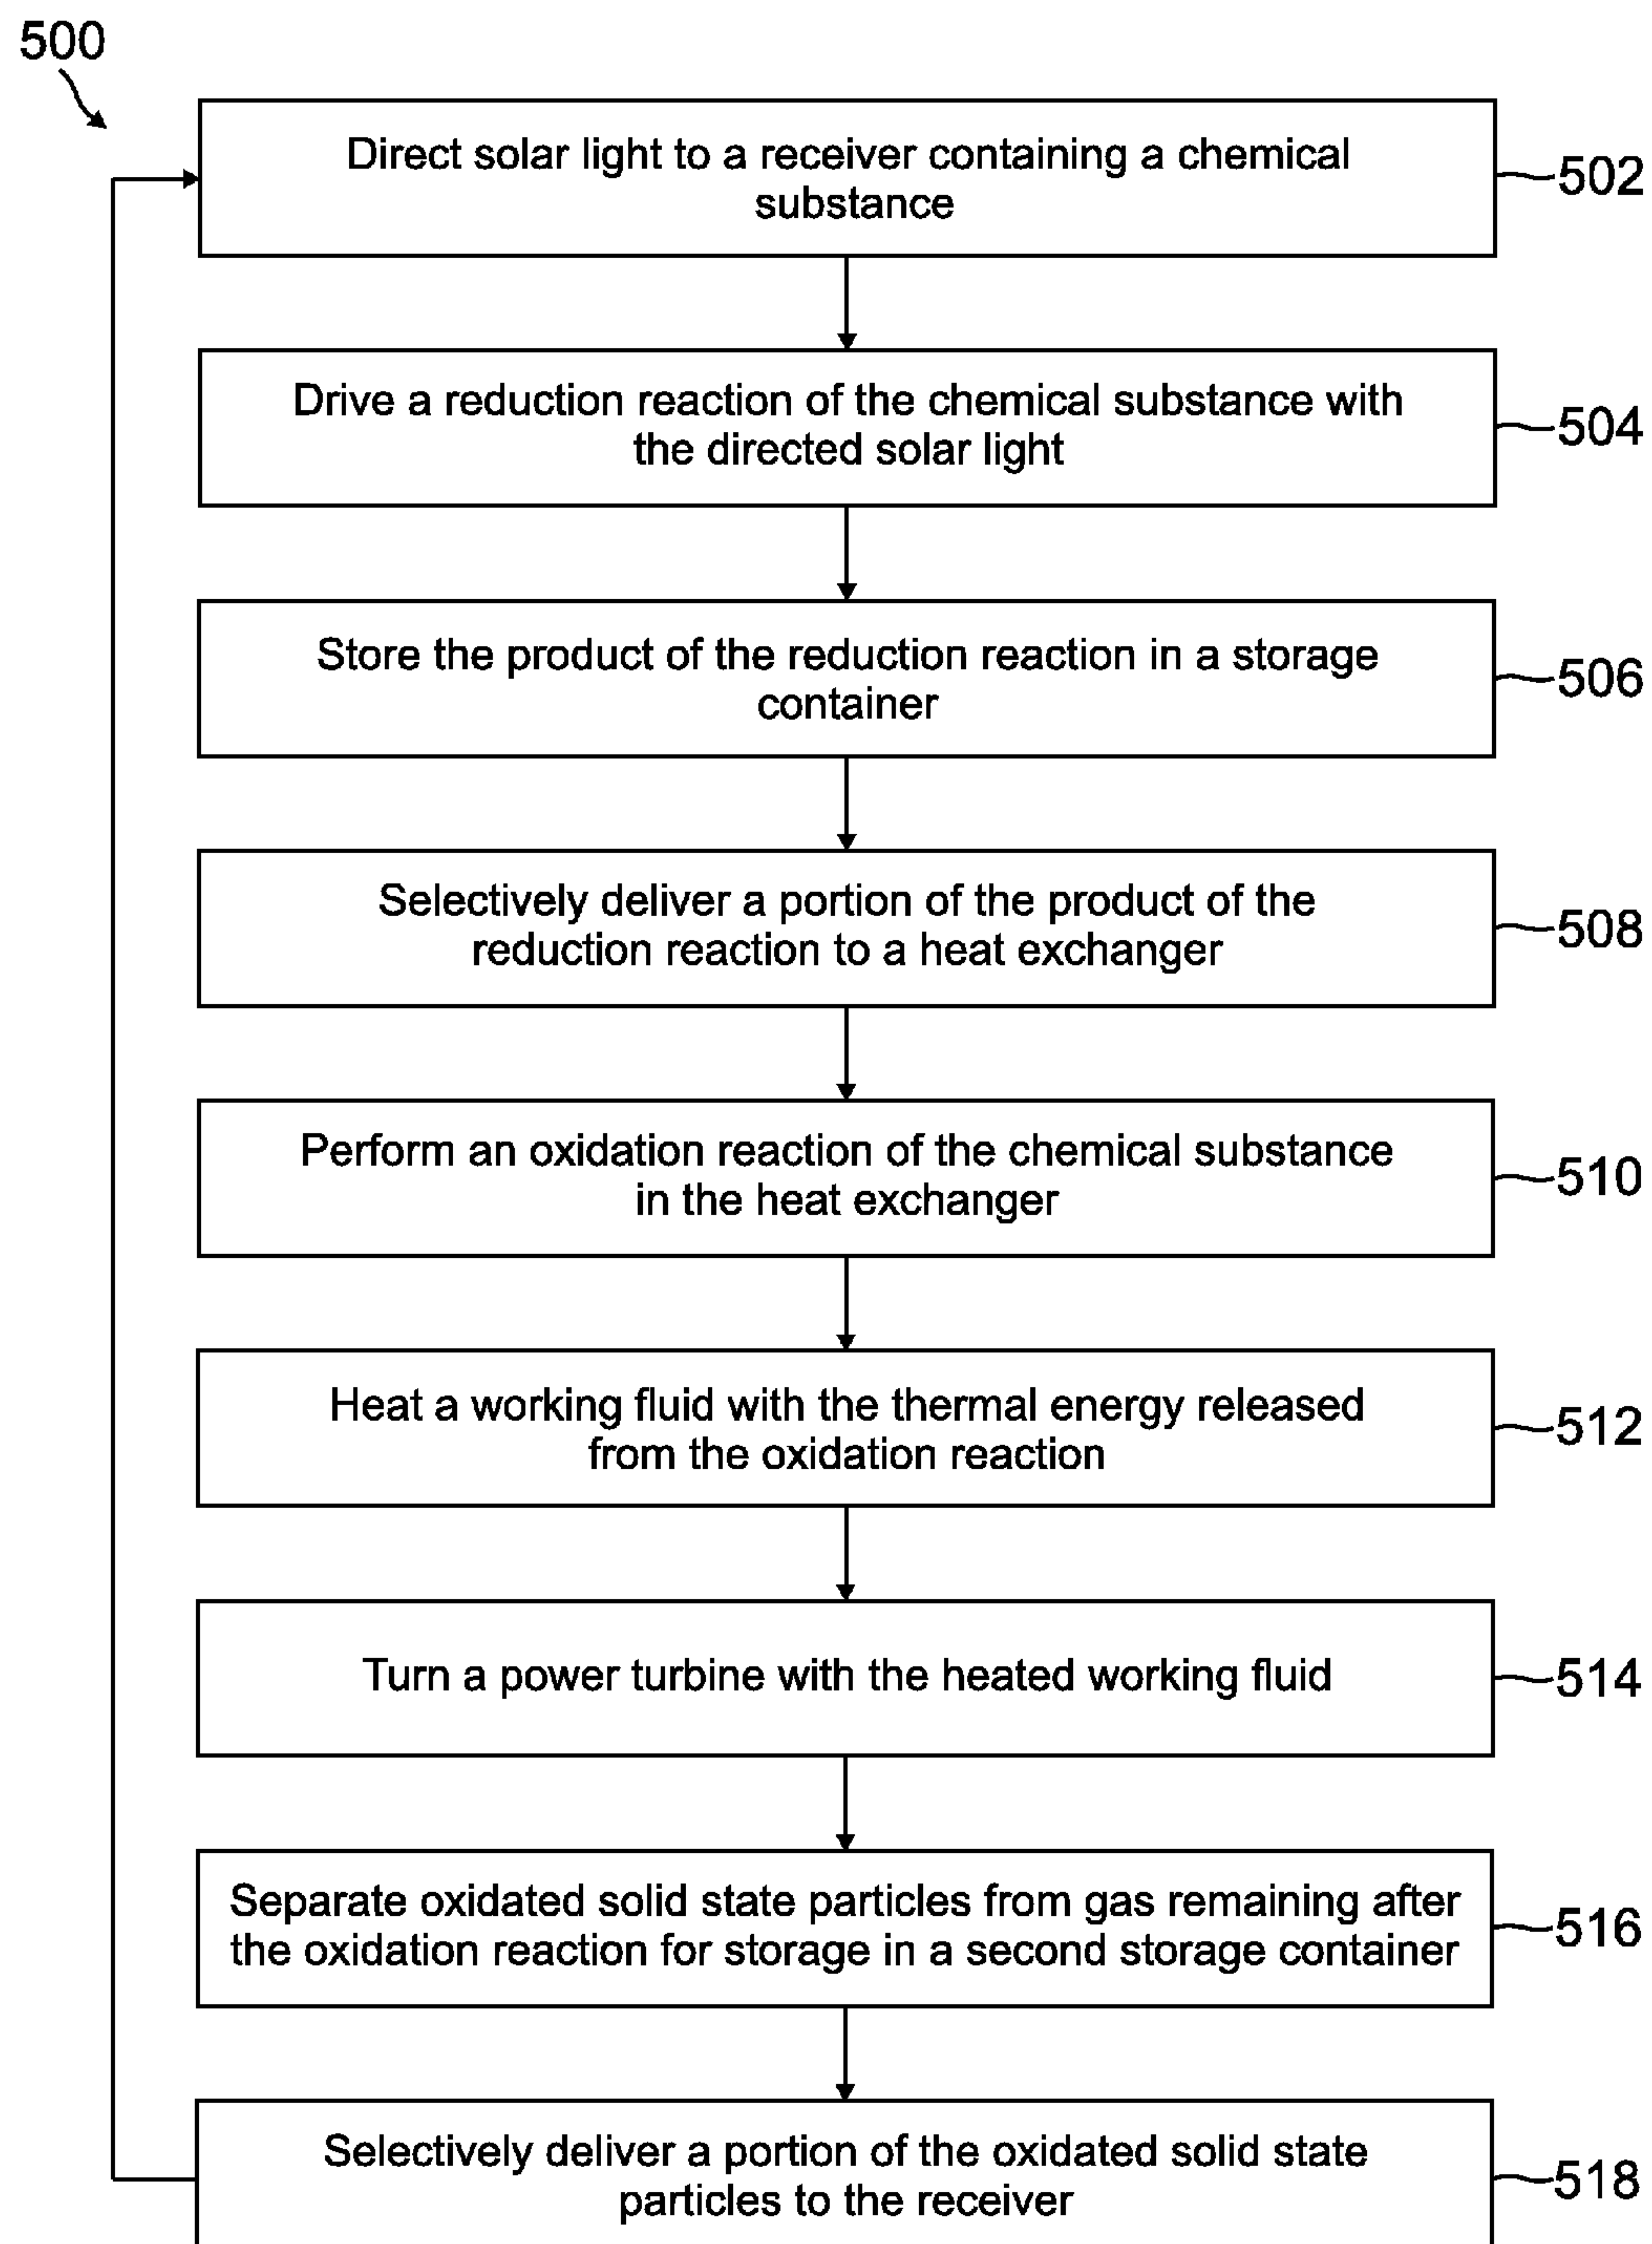 500
Direct solar light to a receiver containing a chemical
substance
502
Drive a reduction reaction of the chemical substance with
the directed solar light
504
Store the product of the reduction reaction in a storage
container
506
Selectively deliver a portion of the product of the
reduction reaction to a heat exchanger
508
Perform an oxidation reaction of the chemical substance
in the heat exchanger
510
Heat a working fluid with the thermal energy released
from the oxidation reaction
512
Turn a power turbine with the heated working fluid
514
Separate oxidated solid state particles from gas remaining after
the oxidation reaction for storage in a second storage container
516
Selectively deliver a portion of the oxidated solid state
particles to the receiver
518